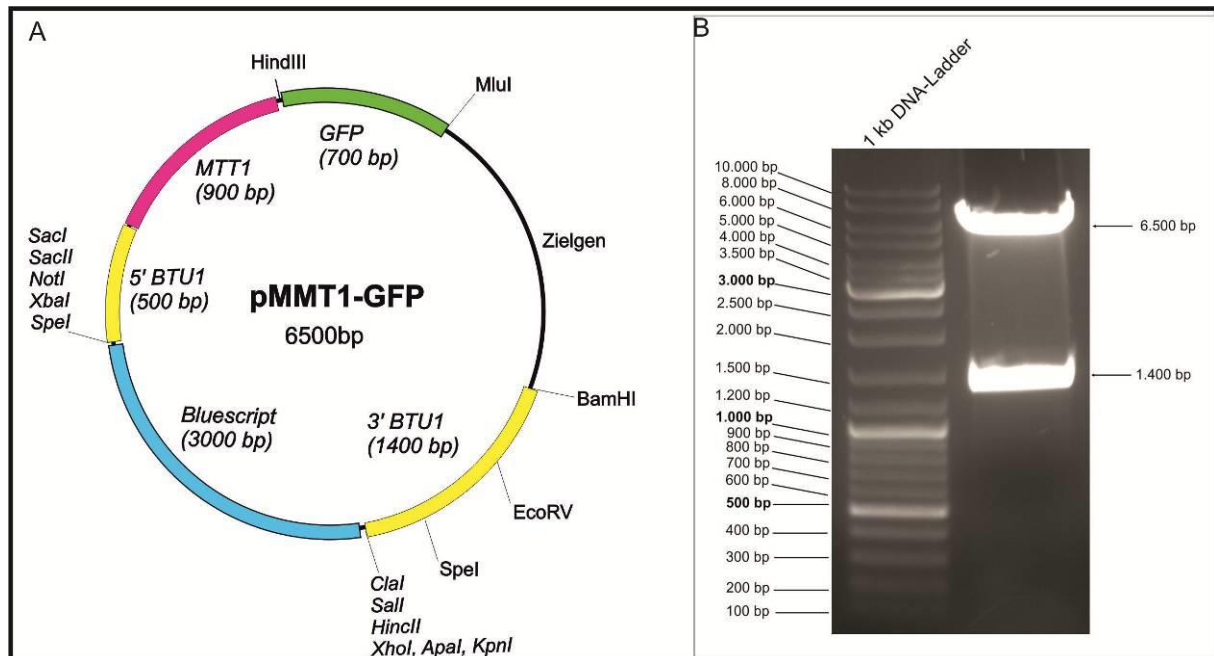 A
HindIII
MluI
GFP
(700 bp)
MTT1
(900 bp)
SacI
SacII
NotI
XbaI
SpeI
5' BTU1
(500 bp)
pMMT1-GFP
6500bp
Zielgen
BamHI
Bluescript
(3000 bp)
3' BTU1
(1400 bp)
EcoRV
SpeI
ClaI
SalI
HincII
XhoI, ApaI, KpnI
B
1 kb DNA-Ladder
10.000 bp
8.000 bp
6.000 bp
5.000 bp
4.000 bp
3.500 bp
3.000 bp
2.500 bp
2.000 bp
1.500 bp
1.200 bp
1.000 bp
900 bp
800 bp
700 bp
600 bp
500 bp
400 bp
300 bp
200 bp
100 bp
6.500 bp
1.400 bp